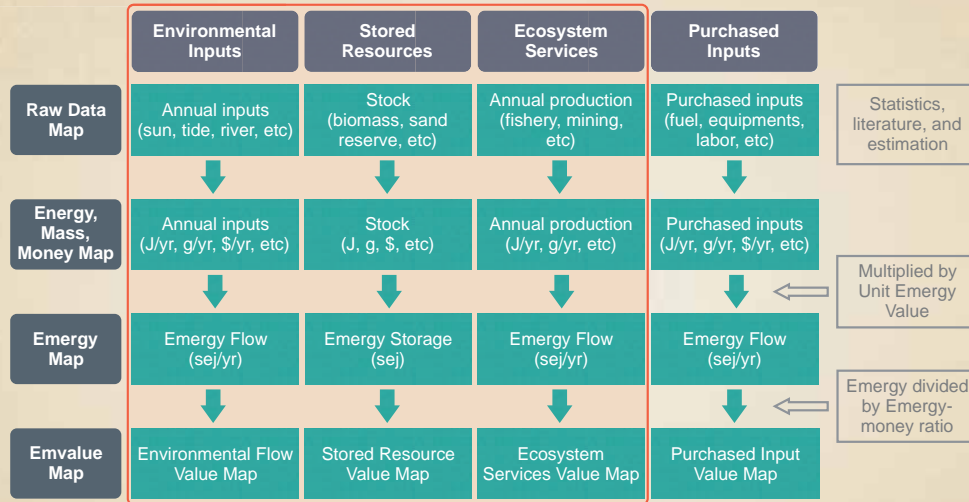 Environmental
Inputs
Stored
Resources
Ecosystem
Services
Purchased
Inputs
Raw Data
Map
Annual inputs
(sun, tide, river, etc)
Stock
(biomass, sand
reserve, etc)
Annual production
(fishery, mining,
etc)
Purchased inputs
(fuel, equipments,
labor, etc)
Statistics,
literature, and
estimation
Energy,
Mass,
Money Map
Annual inputs
(J/yr, g/yr, $/yr, etc)
Stock
(J, g, $, etc)
Annual production
(J/yr, g/yr, etc)
Purchased inputs
(J/yr, g/yr, $/yr, etc)
Multiplied by
Unit Emergy
Value
Emergy
Map
Emergy Flow
(sej/yr)
Emergy Storage
(sej)
Emergy Flow
(sej/yr)
Emergy Flow
(sej/yr)
Emergy divided
by Emergy-
money ratio
Emvalue
Map
Environmental Flow
Value Map
Stored Resource
Value Map
Ecosystem
Services Value Map
Purchased Input
Value Map